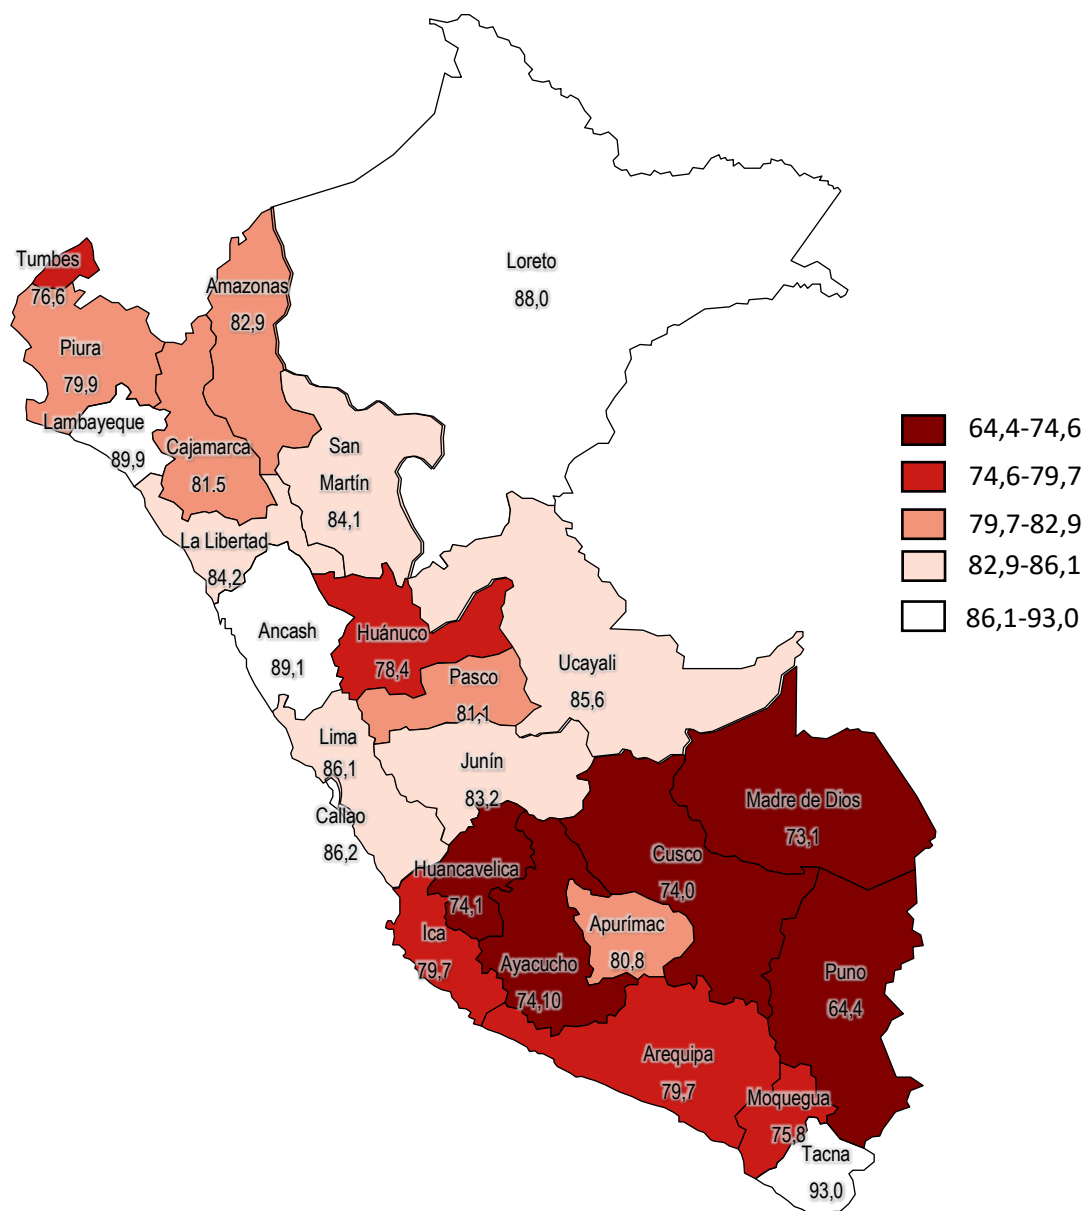 Loreto
88,0
Tumbes
76,6
Amazonas
82,9
Piura
79,9
Lambayeque
89,9
Cajamarca
81.5
San
Martín
84,1
La Libertad
84,2
Ancash
89,1
Huánuco
78,4
Pasco
81,1
Ucayali
85,6
Lima
86,1
Callao
86,2
Junín
83,2
Madre de Dios
73,1
Cusco
74,0
Huancavelica
74,1
Ica
79,7
Apurímac
80,8
Ayacucho
74,10
Puno
64,4
Arequipa
79,7
Moquegua
75,8
Tacna
93,0
64,4-74,6
74,6-79,7
79,7-82,9
82,9-86,1
86,1-93,0